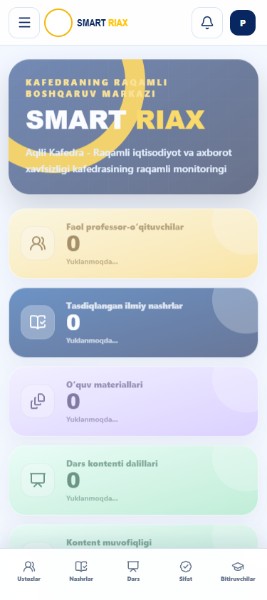 SMART RIAX
P
KAFEDRANING RAQAMLI
BOSHQARUV MARKAZI
SMART RIAX
Aqlli Kafedra - Raqamli iqtisodiyot va axborot
xavfsizligi kafedrasining raqamli monitoringi
Faol professor-o'qituvchilar
0
Yuklanmoqda...
Tasdiqlangan ilmiy nashrlar
0
Yuklanmoqda...
O'quv materiallari
0
Yuklanmoqda...
Dars kontenti dalillari
0
Yuklanmoqda...
Kontent muvofiqligi
Ustozlar
Nashrlar
Dars
Sifat
Bitiruvchilar